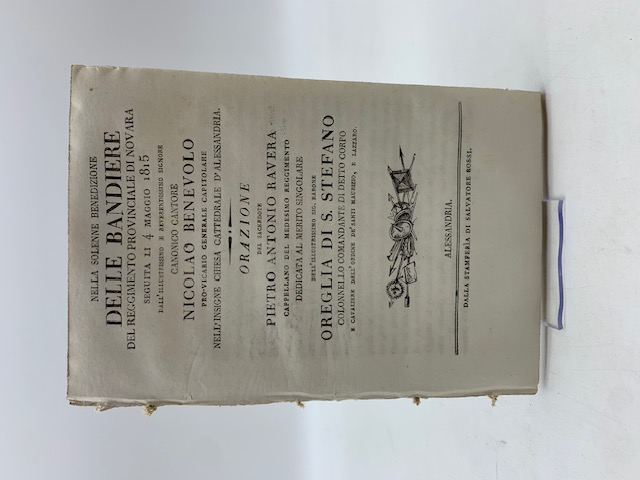 NELLA SOLENNE BENEDIZIONE
DELLE BANDIERE
DEL REGGIMENTO PROVINCIALE DI NOVARA
SEGUITA LI 4 MAGGIO 1815
DALL'ILLUSTRISSIMO E REVERENDISSIMO SIGNORE
CANONICO CANTORE
NICOLAO BENEVOLO
PRO-VICARIO GENERALE CAPITOLARE
NELL'INSIGNE CHIESA CATTEDRALE D'ALESSANDRIA.
ORAZIONE
DEL SACERDOTE
PIETRO ANTONIO RAVERA
CAPPELLANO DEL MEDESIMO REGGIMENTO
DEDICATA AL MERITO SINGOLARE
DELL'ILLUSTRISSIMO SIG. BARONE
OREGLIA DI S. STEFANO
COLONNELLO COMANDANTE DI DETTO CORPO
E CAVALIERE DELL'ORDINE DE' SANTI MAURIZIO, E LAZZARO.
ALESSANDRIA.
DALLA STAMPERÌA DI SALVATORE ROSSI.